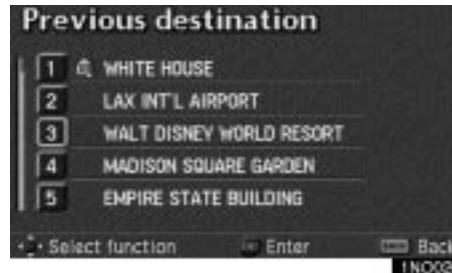 Previous destination
1 WHITE HOUSE
2 LAX INT'L AIRPORT
3 WALT DISNEY WORLD RESORT
4 MADISON SQUARE GARDEN
5 EMPIRE STATE BUILDING
Select function Enter Back
1NO02